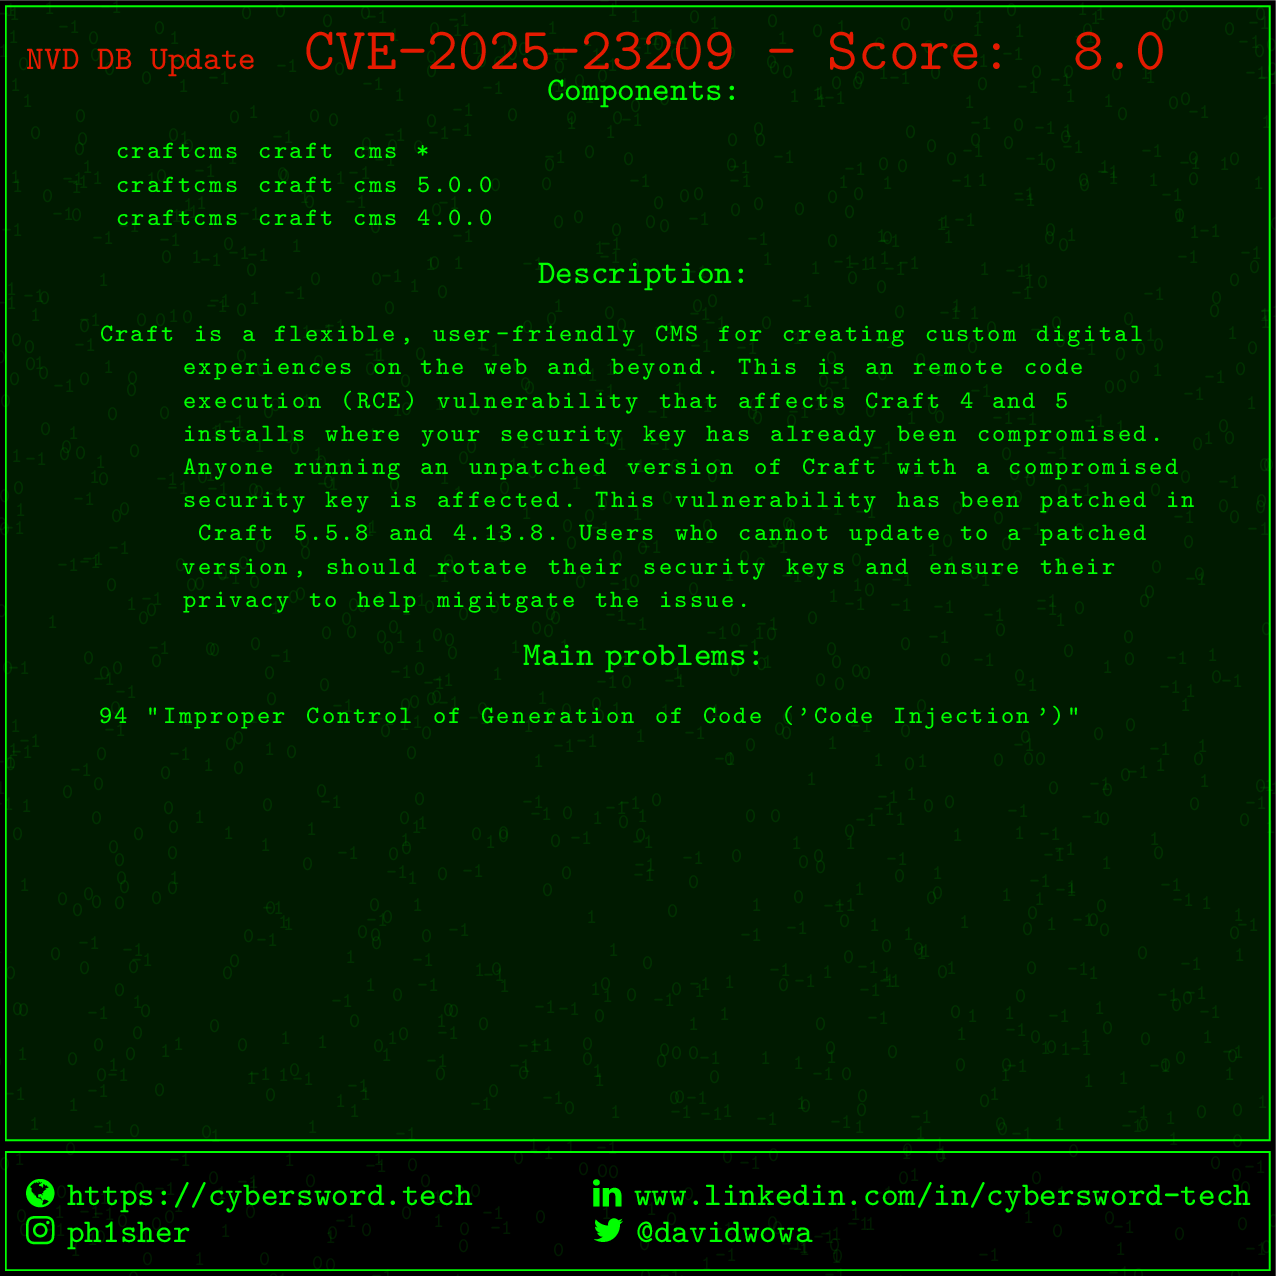 NVD DB Update CVE-2025-23209 - Score: 8.0
Components:
craftcms craft cms *
craftcms craft cms 5.0.0
craftcms craft cms 4.0.0
Description:
Craft is a flexible, user-friendly CMS for creating custom digital
experiences on the web and beyond. This is an remote code
execution (RCE) vulnerability that affects Craft 4 and 5
installs where your security key has already been compromised.
Anyone running an unpatched version of Craft with a compromised
security key is affected. This vulnerability has been patched in
Craft 5.5.8 and 4.13.8. Users who cannot update to a patched
version, should rotate their security keys and ensure their
privacy to help migitgate the issue.
Main problems:
94 "Improper Control of Generation of Code ('Code Injection')"
https://cybersword.tech www.linkedin.com/in/cybersword-tech
ph1sher @davidwowa